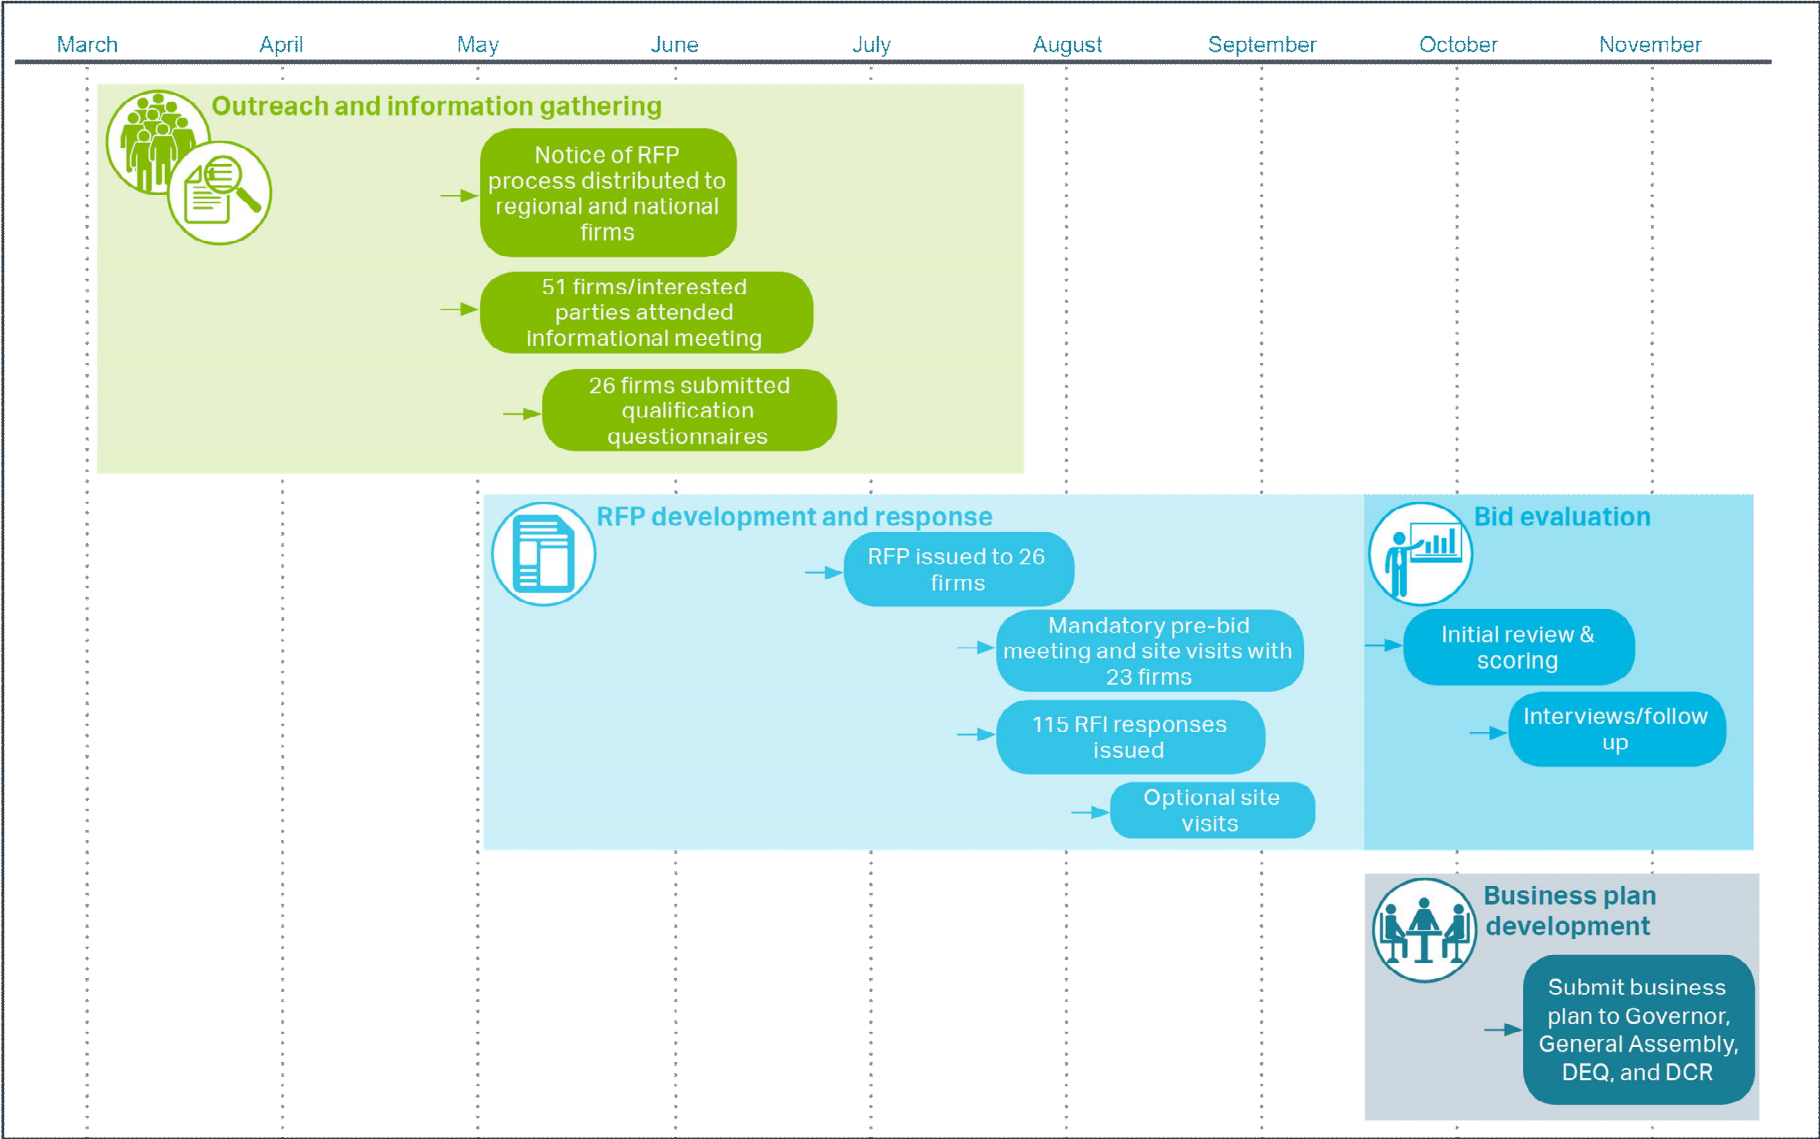 March April May June July August September October November
Outreach and information gathering
Notice of RFP
process distributed to
regional and national
firms
51 firms/interested
parties attended
informational meeting
26 firms submitted
qualification
questionnaires
RFP development and response
RFP issued to 26
firms
Mandatory pre-bid
meeting and site visits with
23 firms
115 RFI responses
issued
Optional site
visits
Bid evaluation
Initial review &
scoring
Interviews/follow
up
Business plan
development
Submit business
plan to Governor,
General Assembly,
DEQ, and DCR